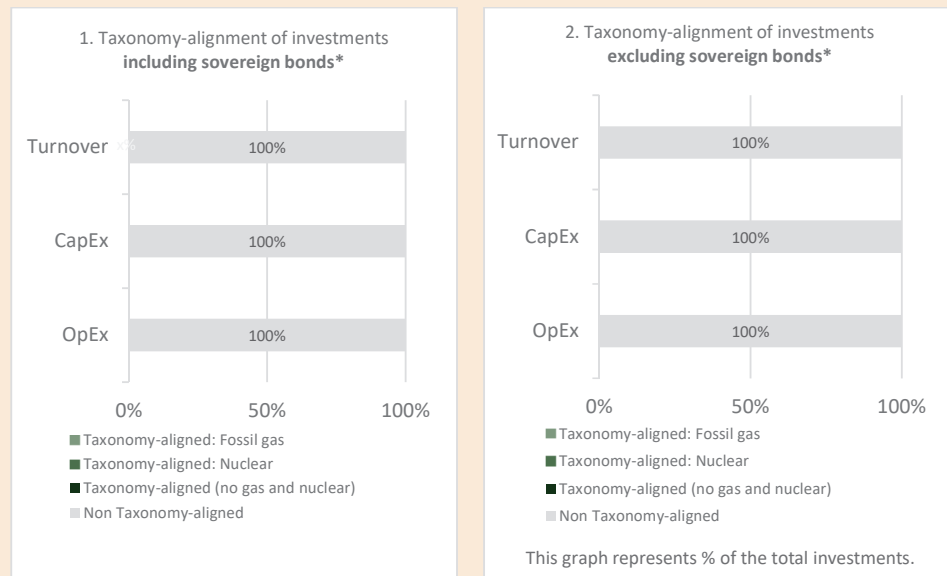 1. Taxonomy-alignment of investments
including sovereign bonds*
Turnover
100%
CapEx
100%
OpEx
100%
0% 50% 100%
Taxonomy-aligned: Fossil gas
Taxonomy-aligned: Nuclear
Taxonomy-aligned (no gas and nuclear)
Non Taxonomy-aligned
2. Taxonomy-alignment of investments
excluding sovereign bonds*
Turnover
100%
CapEx
100%
OpEx
100%
0% 50% 100%
Taxonomy-aligned: Fossil gas
Taxonomy-aligned: Nuclear
Taxonomy-aligned (no gas and nuclear)
Non Taxonomy-aligned
This graph represents % of the total investments.